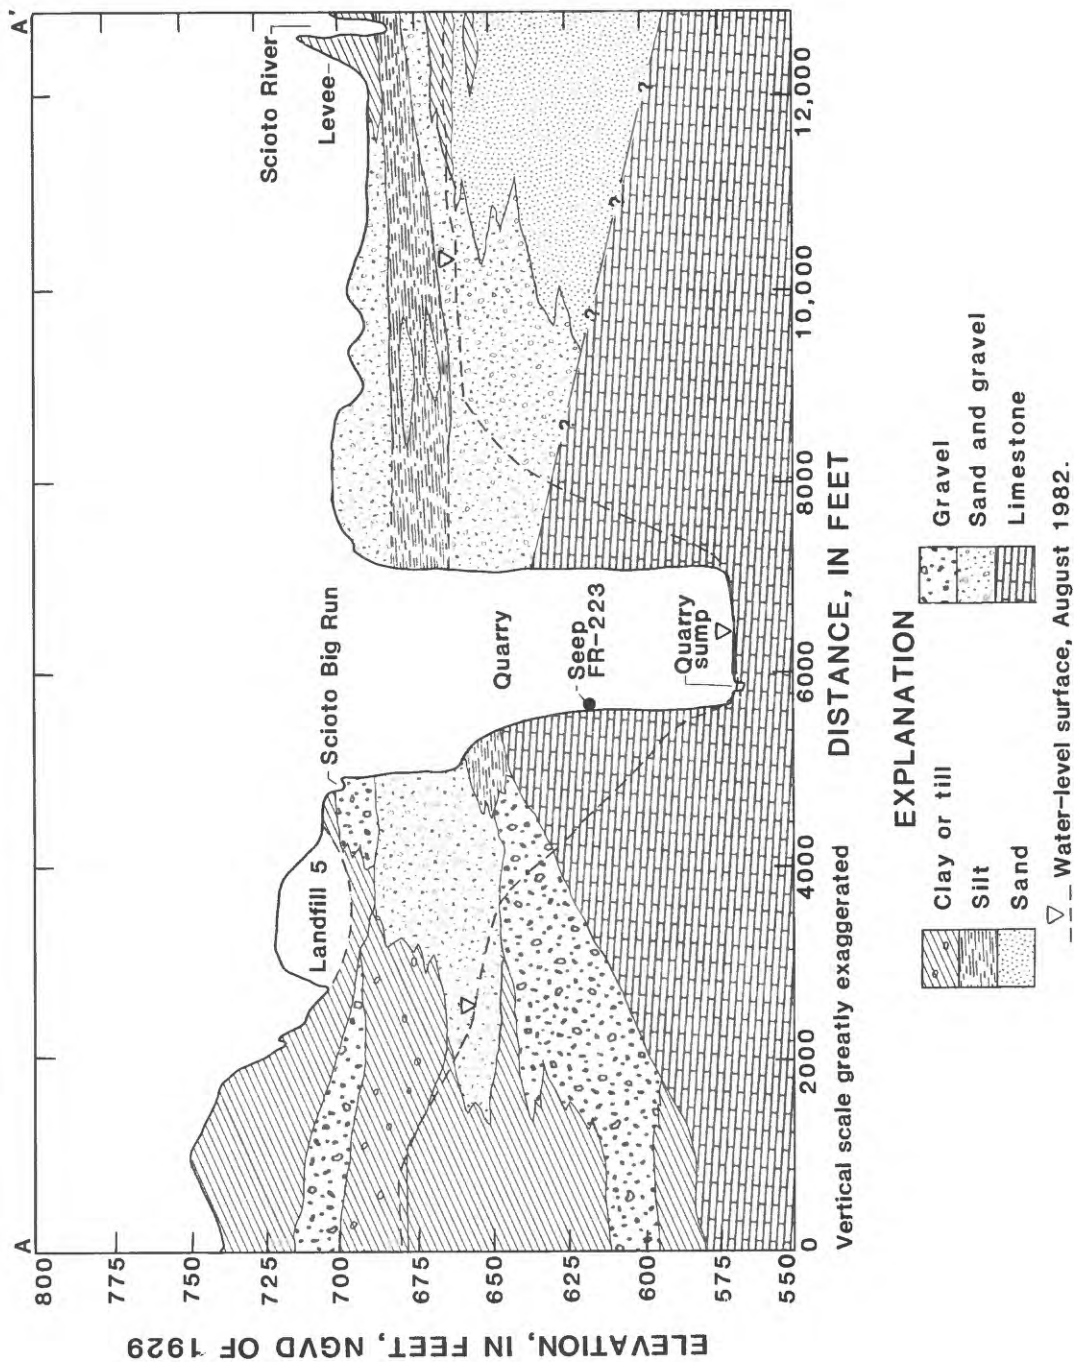 A
A'
800
775
750
725
700
675
650
625
600
575
550
ELEVATION, IN FEET, NGVD OF 1929
Landfill 5
Scioto Big Run
Quarry
Seep
FR-223
Quarry
sump
Scioto River
Levee
?
?
?
?
?
0
2000
4000
6000
8000
10,000
12,000
Vertical scale greatly exaggerated
DISTANCE, IN FEET
EXPLANATION
Clay or till
Silt
Sand
Gravel
Sand and gravel
Limestone
Water-level surface, August 1982.